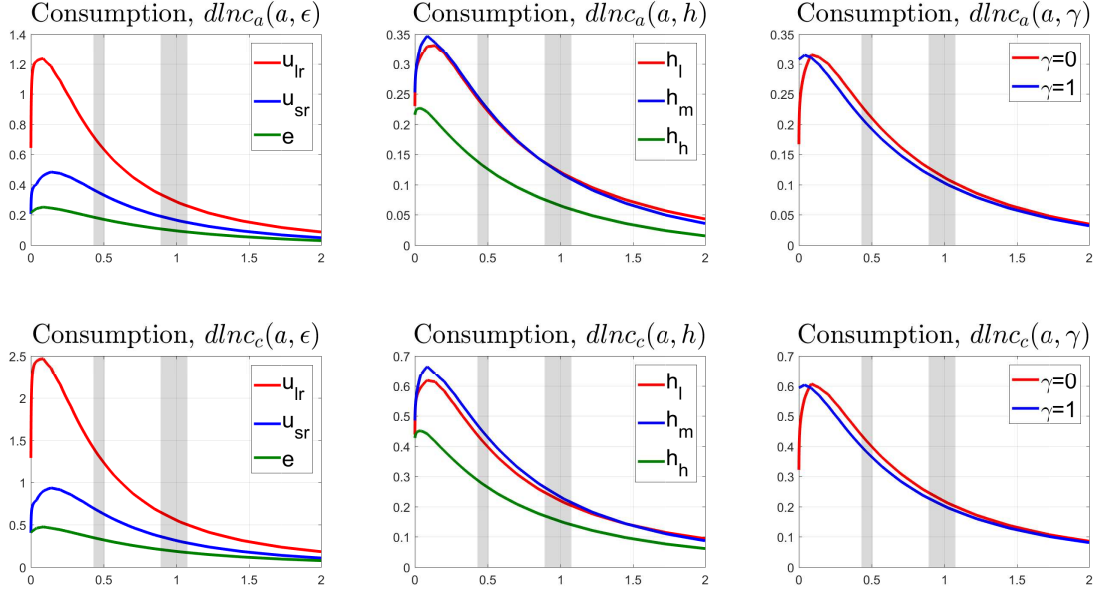 Consumption, dlnc_a(a, ϵ)
1.4
1.2
1
0.8
0.6
0.4
0.2
0
0 0.5 1 1.5 2
u_lr
u_sr
e
Consumption, dlnc_a(a, h)
0.35
0.3
0.25
0.2
0.15
0.1
0.05
0
0 0.5 1 1.5 2
h_l
h_m
h_h
Consumption, dlnc_a(a, γ)
0.35
0.3
0.25
0.2
0.15
0.1
0.05
0
0 0.5 1 1.5 2
γ=0
γ=1
Consumption, dlnc_c(a, ϵ)
2.5
2
1.5
1
0.5
0
0 0.5 1 1.5 2
u_lr
u_sr
e
Consumption, dlnc_c(a, h)
0.7
0.6
0.5
0.4
0.3
0.2
0.1
0
0 0.5 1 1.5 2
h_l
h_m
h_h
Consumption, dlnc_c(a, γ)
0.7
0.6
0.5
0.4
0.3
0.2
0.1
0
0 0.5 1 1.5 2
γ=0
γ=1